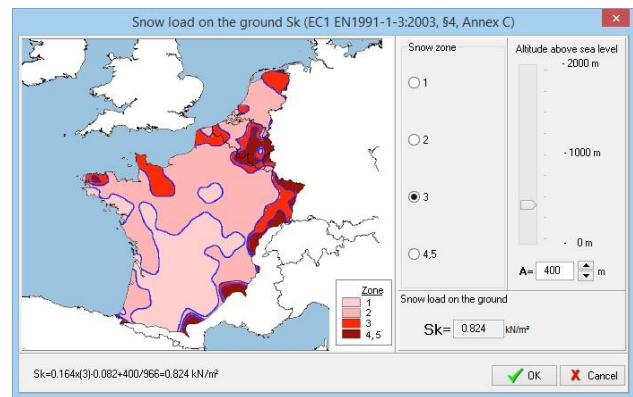 Snow load on the ground Sk (EC1 EN1991-1-3:2003, §4, Annex C)
Snow zone
1
2
3
4,5
Altitude above sea level
- 2000 m
- 1000 m
- 0 m
A= 400 m
Zone
1
2
3
4, 5
Snow load on the ground
Sk= 0.824 kN/m²
Sk=0.164x(3)-0.082+400/966=0.824 kN/m²
OK
Cancel